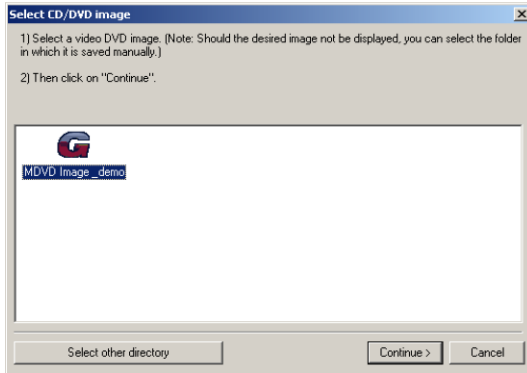 Select CD/DVD image
1) Select a video DVD image. (Note: Should the desired image not be displayed, you can select the folder
in which it is saved manually.)
2) Then click on "Continue".
G
MDVD Image _demo
Select other directory
Continue >
Cancel